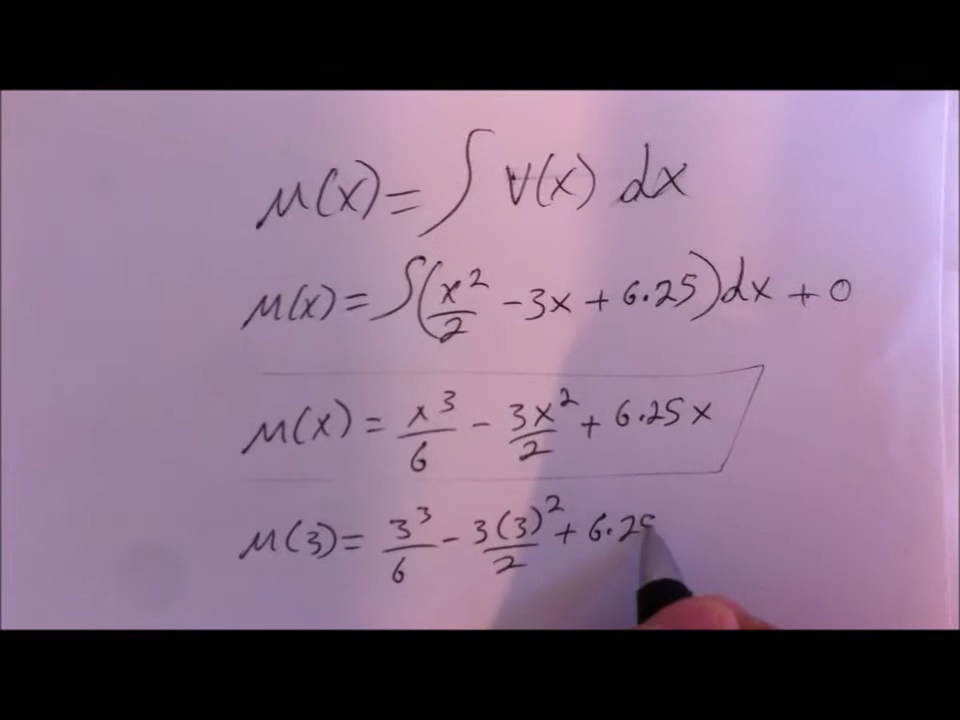 M(x) = ∫ V(x) dx
M(x) = ∫(x²/2 - 3x + 6.25)dx + 0
M(x) = x³/6 - 3x²/2 + 6.25x
M(3) = 3³/6 - 3(3)²/2 + 6.25